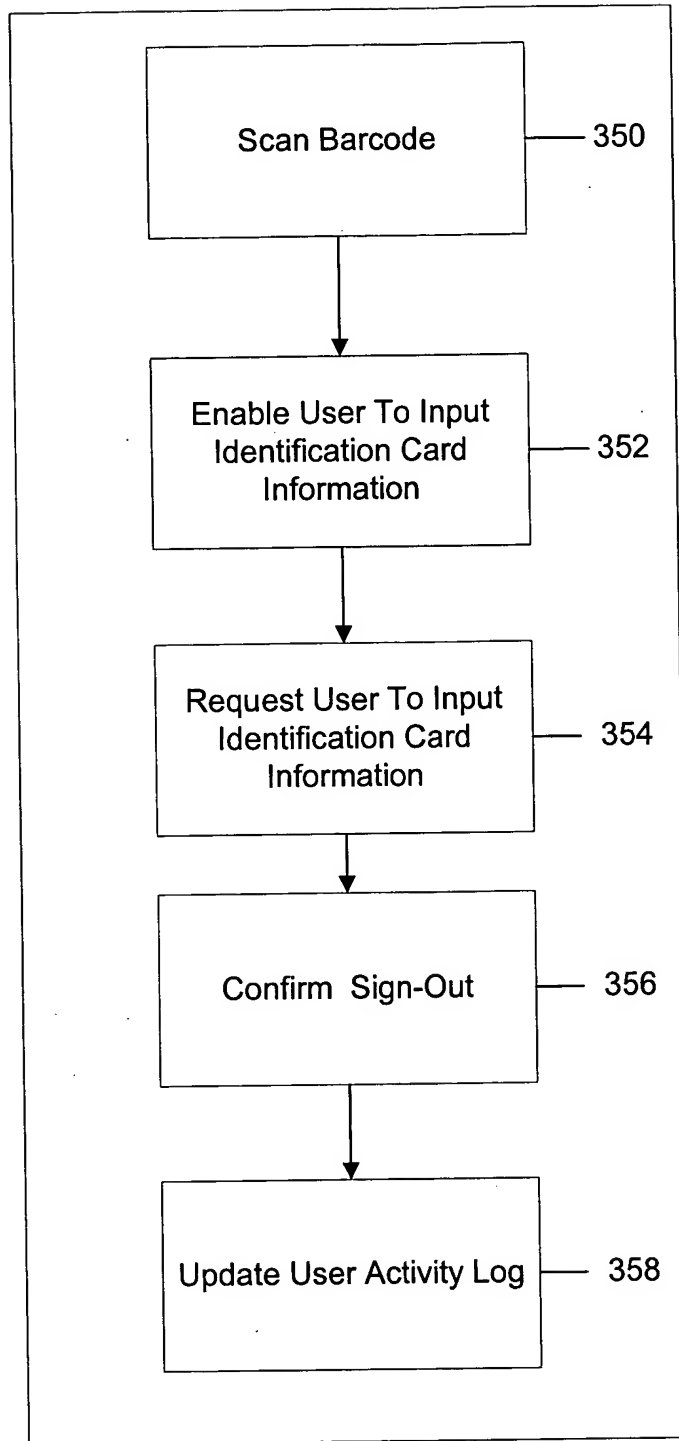 Scan Barcode
350
Enable User To Input
Identification Card
Information
352
Request User To Input
Identification Card
Information
354
Confirm Sign-Out
356
Update User Activity Log
358